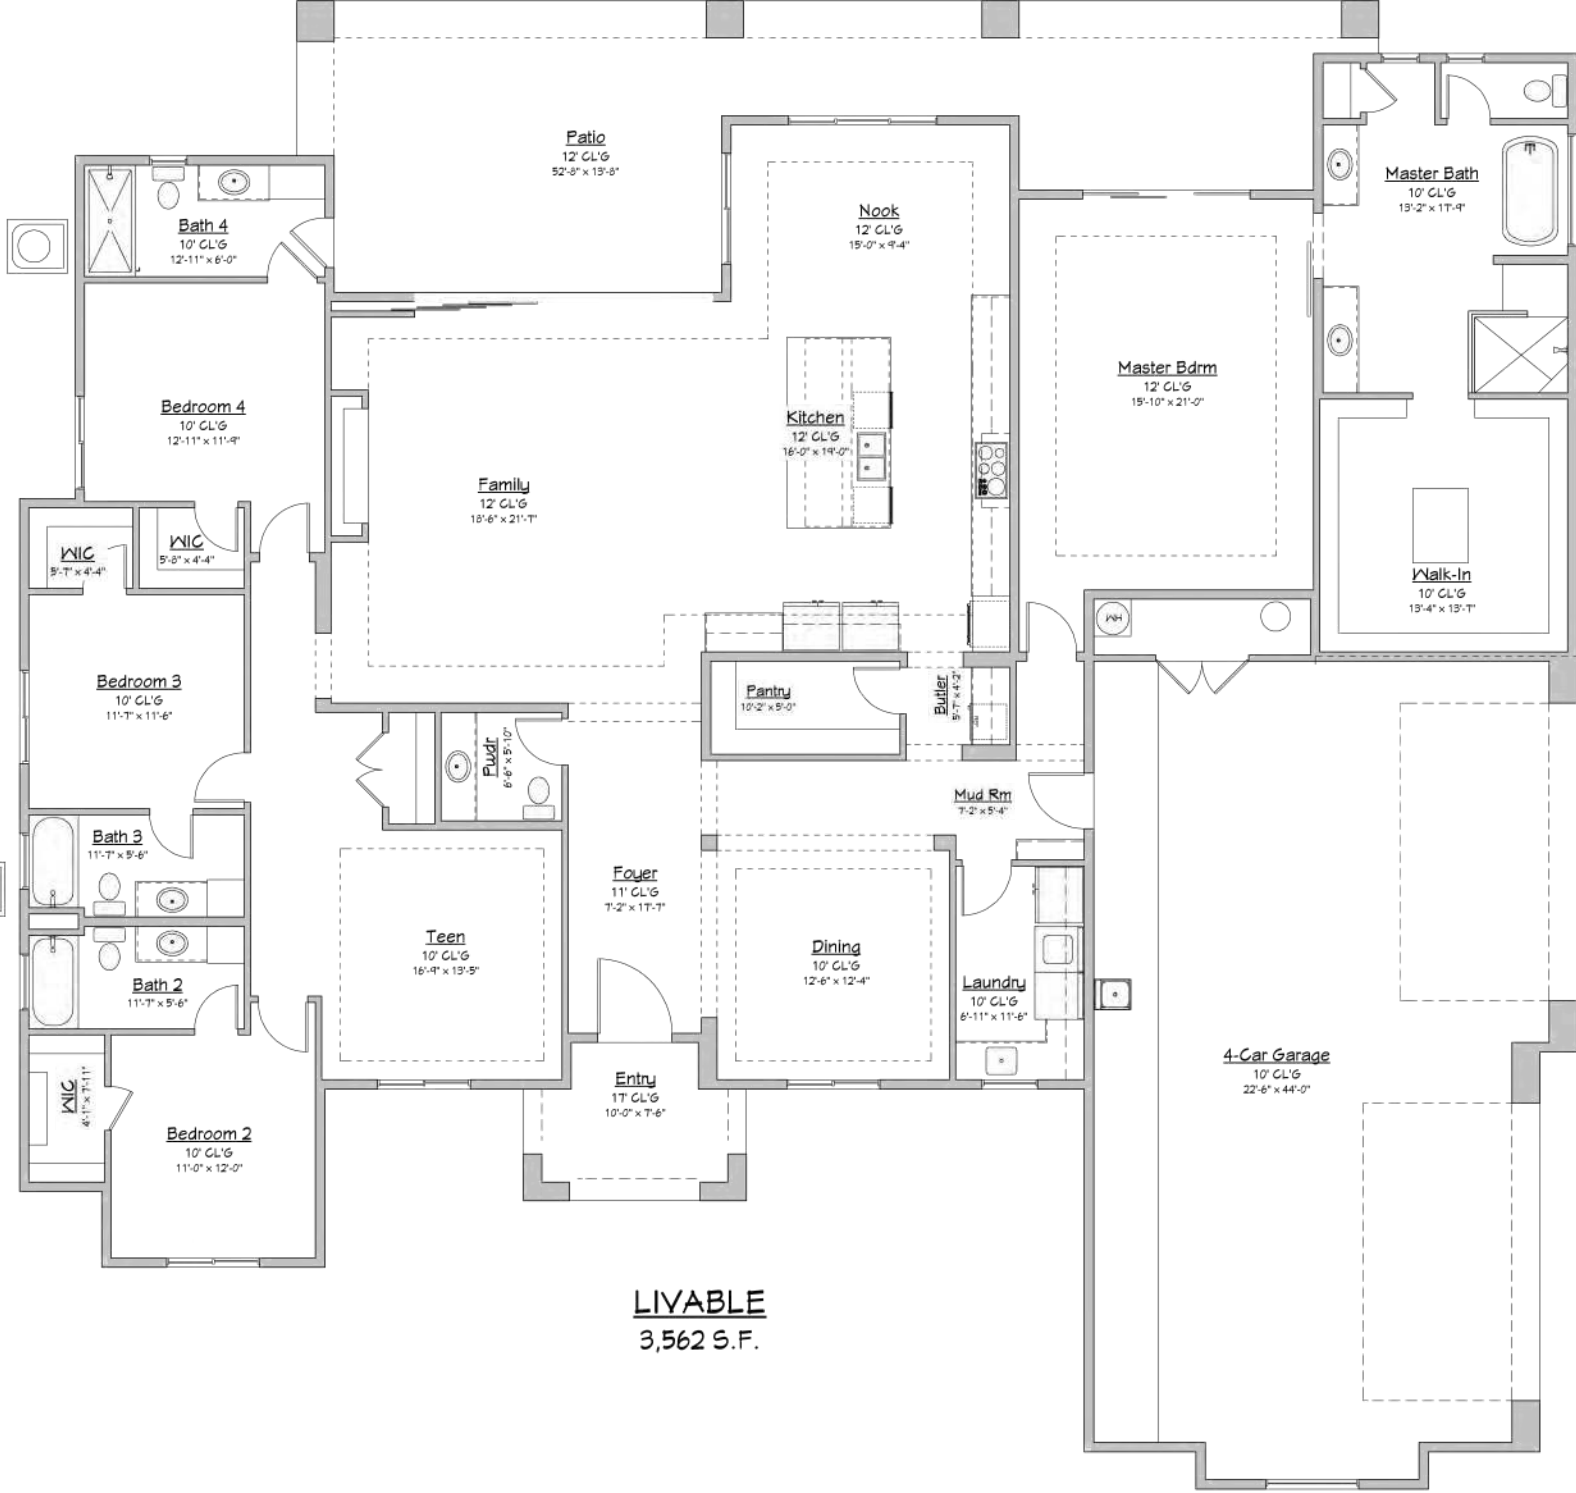 Patio
12' CL'G
52'-8" x 13'-8"
Master Bath
10' CL'G
13'-2" x 17'-9"
Bath 4
10' CL'G
12'-11" x 6'-0"
Nook
12' CL'G
15'-0" x 9'-4"
Master Bdrm
12' CL'G
15'-10" x 21'-0"
Bedroom 4
10' CL'G
12'-11" x 11'-9"
Kitchen
12' CL'G
16'-0" x 19'-0"
Family
12' CL'G
18'-6" x 21'-7"
WIC
5'-7" x 4'-4"
WIC
5'-8" x 4'-4"
Walk-In
10' CL'G
13'-4" x 13'-7"
HW
Bedroom 3
10' CL'G
11'-7" x 11'-6"
Pantry
10'-2" x 5'-0"
Butler
5'-7" x 4'-2"
Pwdr
6'-6" x 5'-10"
Mud Rm
7'-2" x 5'-4"
Bath 3
11'-7" x 5'-6"
Foyer
11' CL'G
7'-2" x 17'-7"
Teen
10' CL'G
16'-9" x 13'-5"
Dining
10' CL'G
12'-6" x 12'-4"
Bath 2
11'-7" x 5'-6"
Laundry
10' CL'G
6'-11" x 11'-6"
4-Car Garage
10' CL'G
22'-6" x 44'-0"
WIC
4'-1" x 7'-11"
Entry
17' CL'G
10'-0" x 7'-6"
Bedroom 2
10' CL'G
11'-0" x 12'-0"
LIVABLE
3,562 S.F.